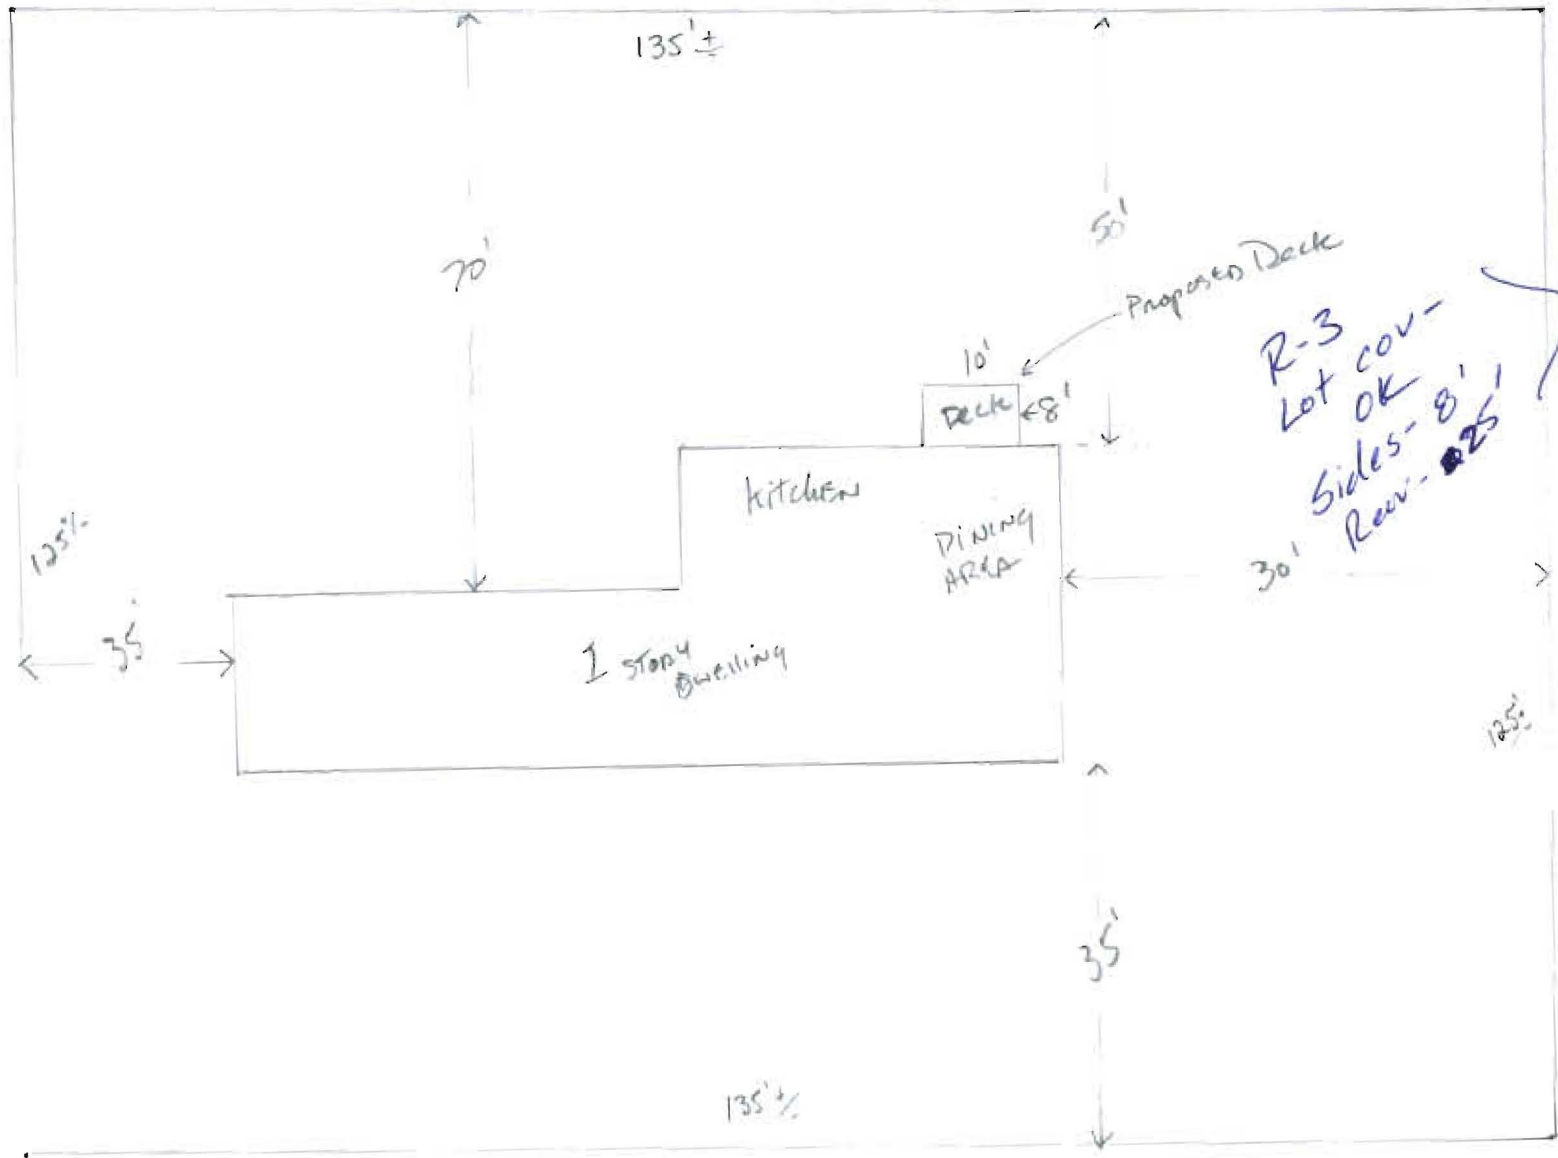 135'±
70'
50'
Proposed Deck
10'
Deck
8'
R-3
Lot cov-
OK
Sides- 8'
Rear- 25'
Kitchen
Dining
Area
125'±
30'
35'
1 Story
Dwelling
125'±
35'
135'±